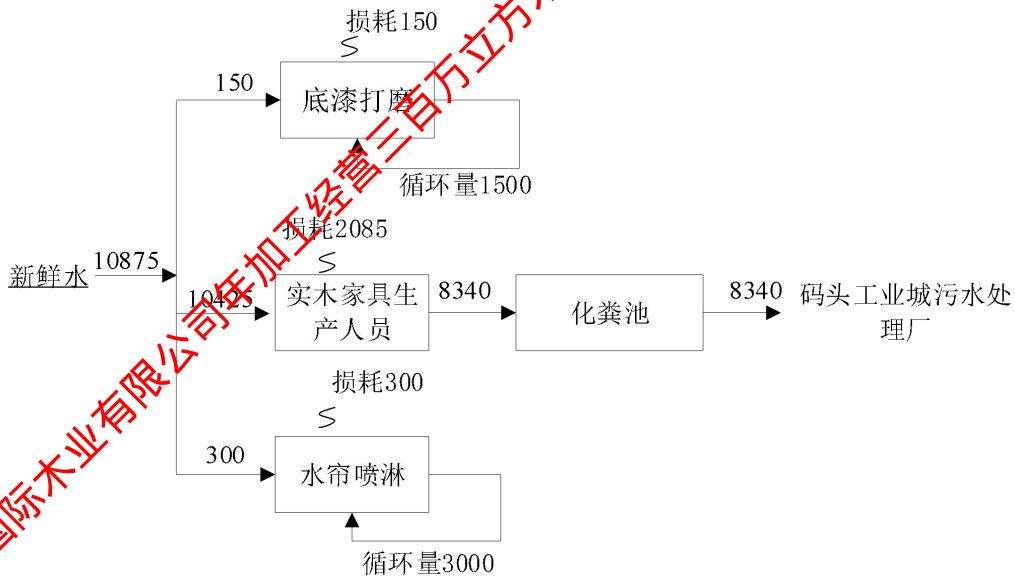 损耗150
150
底漆打磨
循环量1500
损耗2085
新鲜水
10875
10425
实木家具生
产人员
8340
化粪池
8340
码头工业城污水处
理厂
损耗300
300
水帘喷淋
循环量3000
国际木业有限公司年加工经营三百万立方木